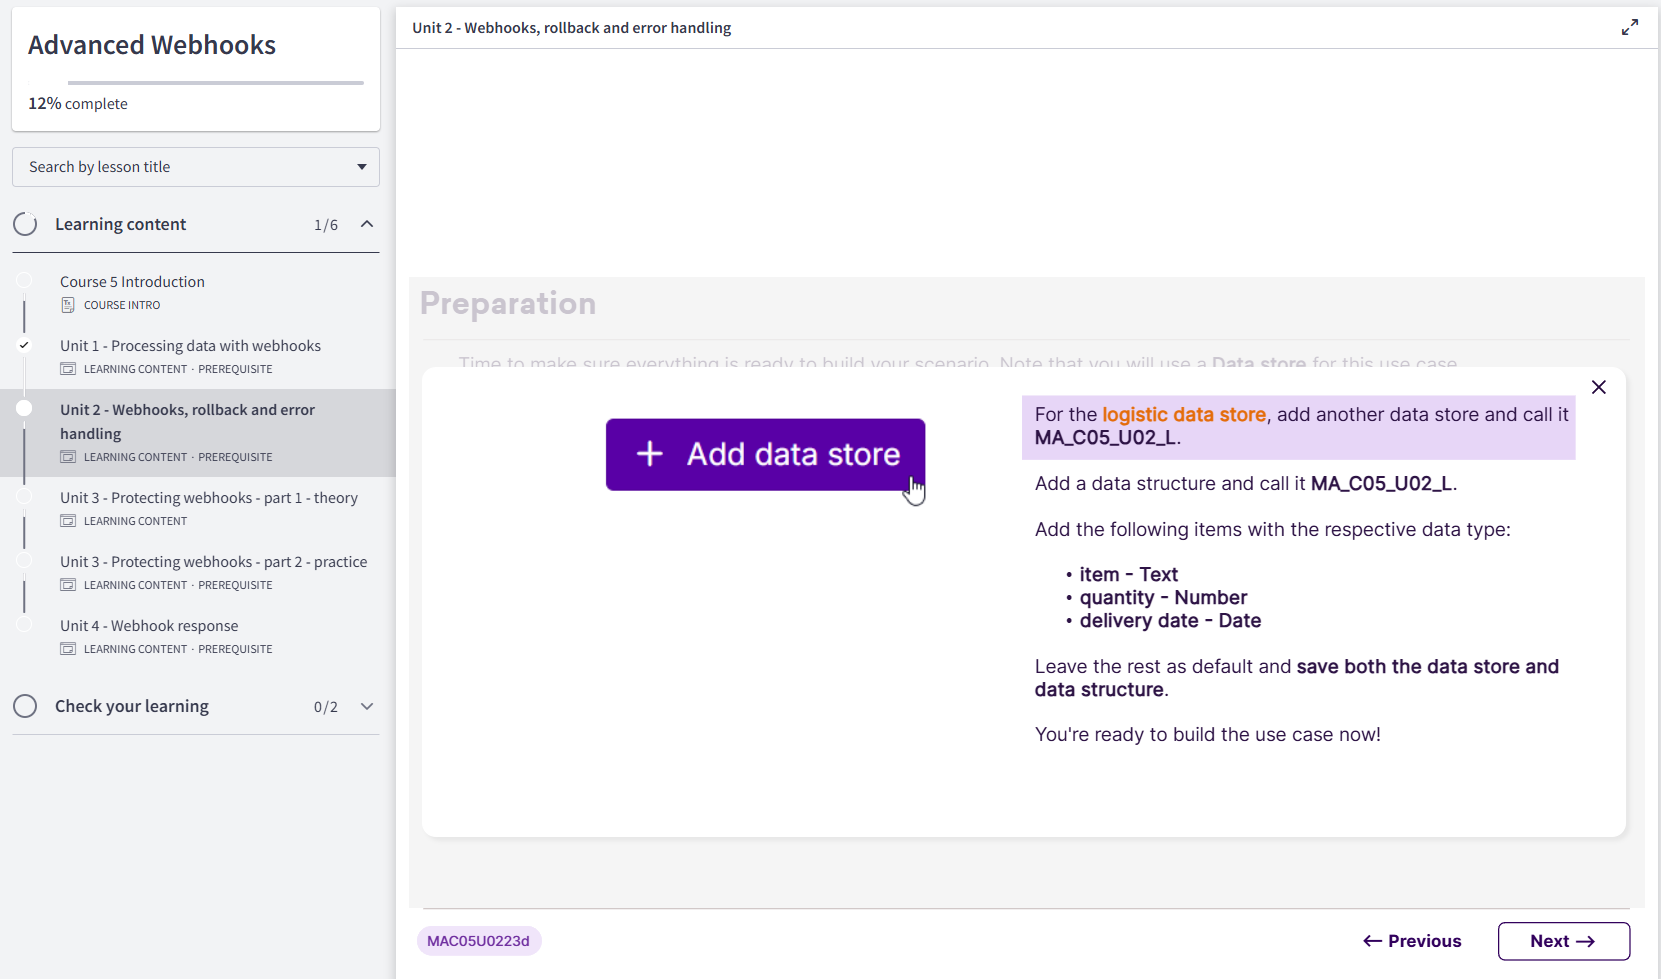 Advanced Webhooks
12% complete
Search by lesson title
Learning content 1/6
Course 5 Introduction
COURSE INTRO
Unit 1 - Processing data with webhooks
LEARNING CONTENT · PREREQUISITE
Unit 2 - Webhooks, rollback and error
handling
LEARNING CONTENT · PREREQUISITE
Unit 3 - Protecting webhooks - part 1 - theory
LEARNING CONTENT
Unit 3 - Protecting webhooks - part 2 - practice
LEARNING CONTENT · PREREQUISITE
Unit 4 - Webhook response
LEARNING CONTENT · PREREQUISITE
Check your learning 0/2
Unit 2 - Webhooks, rollback and error handling
Preparation
Time to make sure everything is ready to build your scenario. Note that you will use a Data store for this use case.
+ Add data store
For the logistic data store, add another data store and call it
MA_C05_U02_L.
Add a data structure and call it MA_C05_U02_L.
Add the following items with the respective data type:
• item - Text
• quantity - Number
• delivery date - Date
Leave the rest as default and save both the data store and
data structure.
You're ready to build the use case now!
MAC05U0223d
← Previous
Next →